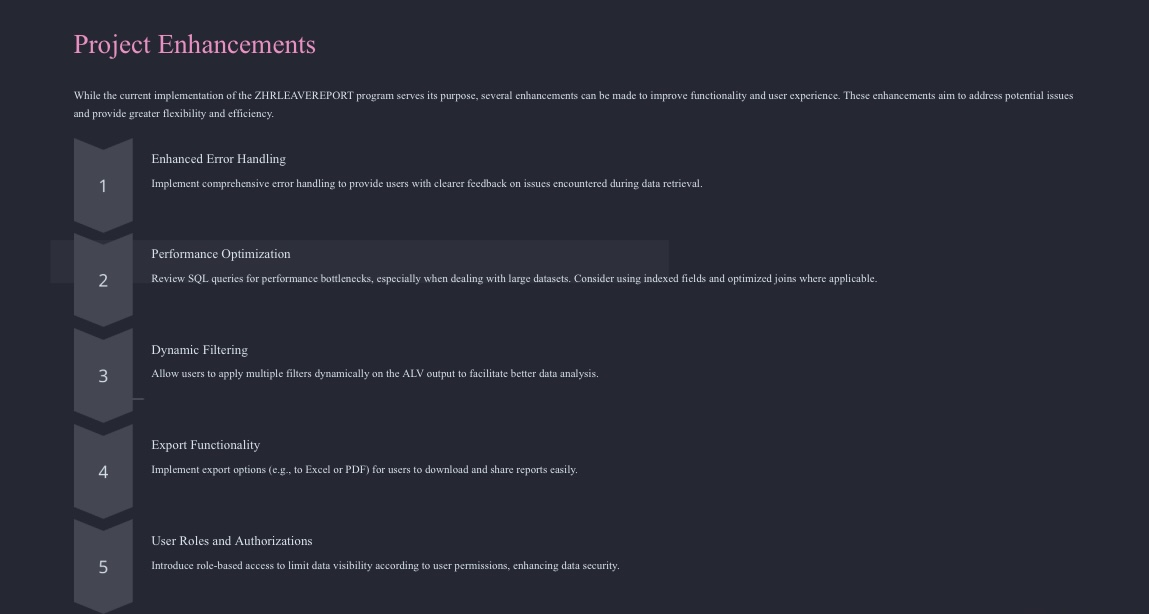 Project Enhancements
While the current implementation of the ZHRLEAVEREPORT program serves its purpose, several enhancements can be made to improve functionality and user experience. These enhancements aim to address potential issues
and provide greater flexibility and efficiency.
1
Enhanced Error Handling
Implement comprehensive error handling to provide users with clearer feedback on issues encountered during data retrieval.
2
Performance Optimization
Review SQL queries for performance bottlenecks, especially when dealing with large datasets. Consider using indexed fields and optimized joins where applicable.
3
Dynamic Filtering
Allow users to apply multiple filters dynamically on the ALV output to facilitate better data analysis.
4
Export Functionality
Implement export options (e.g., to Excel or PDF) for users to download and share reports easily.
5
User Roles and Authorizations
Introduce role-based access to limit data visibility according to user permissions, enhancing data security.